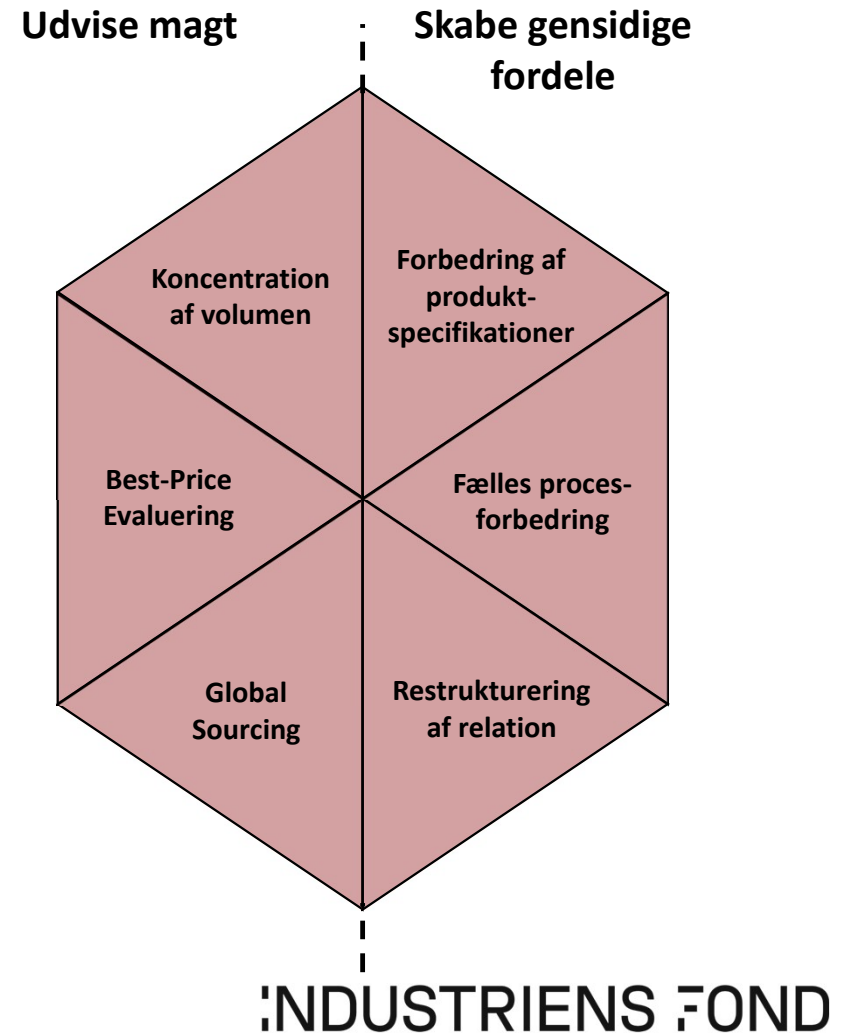 Udvise magt
Skabe gensidige
fordele
Koncentration
af volumen
Forbedring af
produkt-
specifikationer
Best-Price
Evaluering
Fælles proces-
forbedring
Global
Sourcing
Restrukturering
af relation
INDUSTRIENS FOND